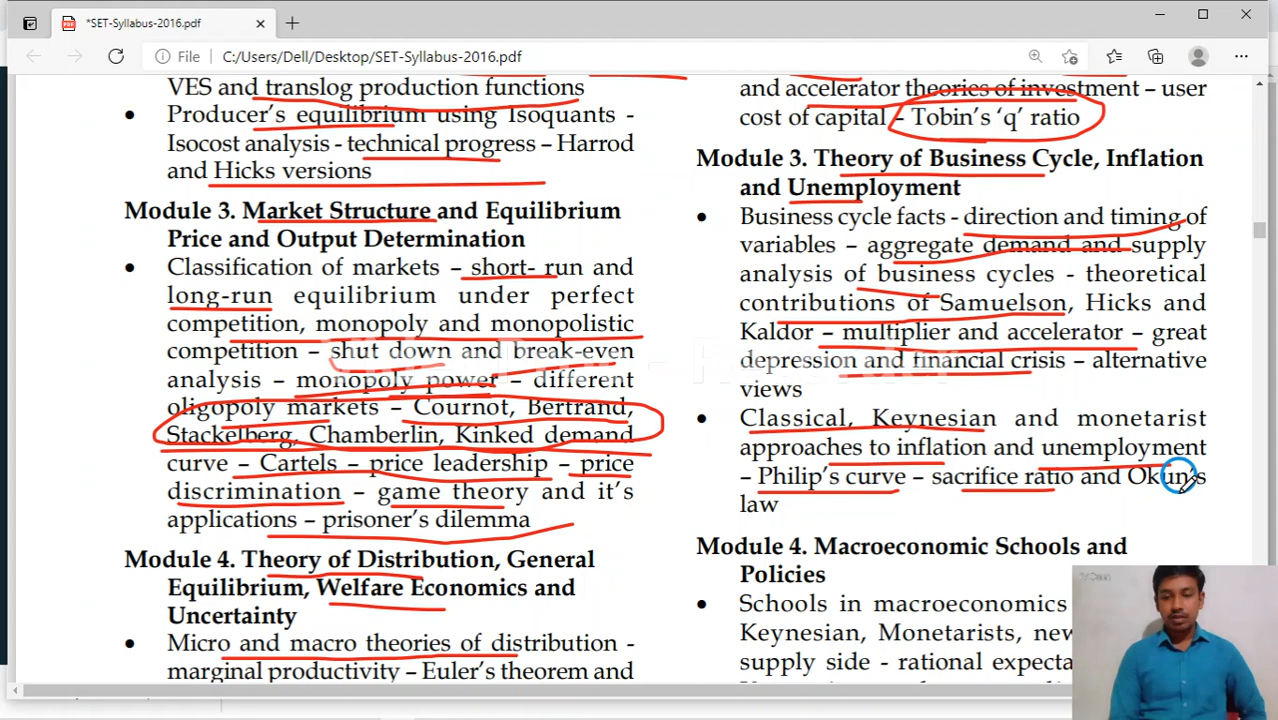 *SET-Syllabus-2016.pdf
File
C:/Users/Dell/Desktop/SET-Syllabus-2016.pdf
VES and translog production functions
• Producer's equilibrium using Isoquants -
Isocost analysis - technical progress – Harrod
and Hicks versions
Module 3. Market Structure and Equilibrium
Price and Output Determination
• Classification of markets – short- run and
long-run equilibrium under perfect
competition, monopoly and monopolistic
competition – shut down and break-even
analysis – monopoly power – different
oligopoly markets – Cournot, Bertrand,
Stackelberg, Chamberlin, Kinked demand
curve – Cartels – price leadership – price
discrimination – game theory and it's
applications – prisoner's dilemma
Module 4. Theory of Distribution, General
Equilibrium, Welfare Economics and
Uncertainty
• Micro and macro theories of distribution -
marginal productivity – Euler's theorem and
and accelerator theories of investment – user
cost of capital – Tobin's 'q' ratio
Module 3. Theory of Business Cycle, Inflation
and Unemployment
• Business cycle facts - direction and timing of
variables – aggregate demand and supply
analysis of business cycles - theoretical
contributions of Samuelson, Hicks and
Kaldor – multiplier and accelerator – great
depression and financial crisis – alternative
views
• Classical, Keynesian and monetarist
approaches to inflation and unemployment
– Philip's curve – sacrifice ratio and Okun's
law
Module 4. Macroeconomic Schools and
Policies
• Schools in macroeconomics
Keynesian, Monetarists,
supply side - rational